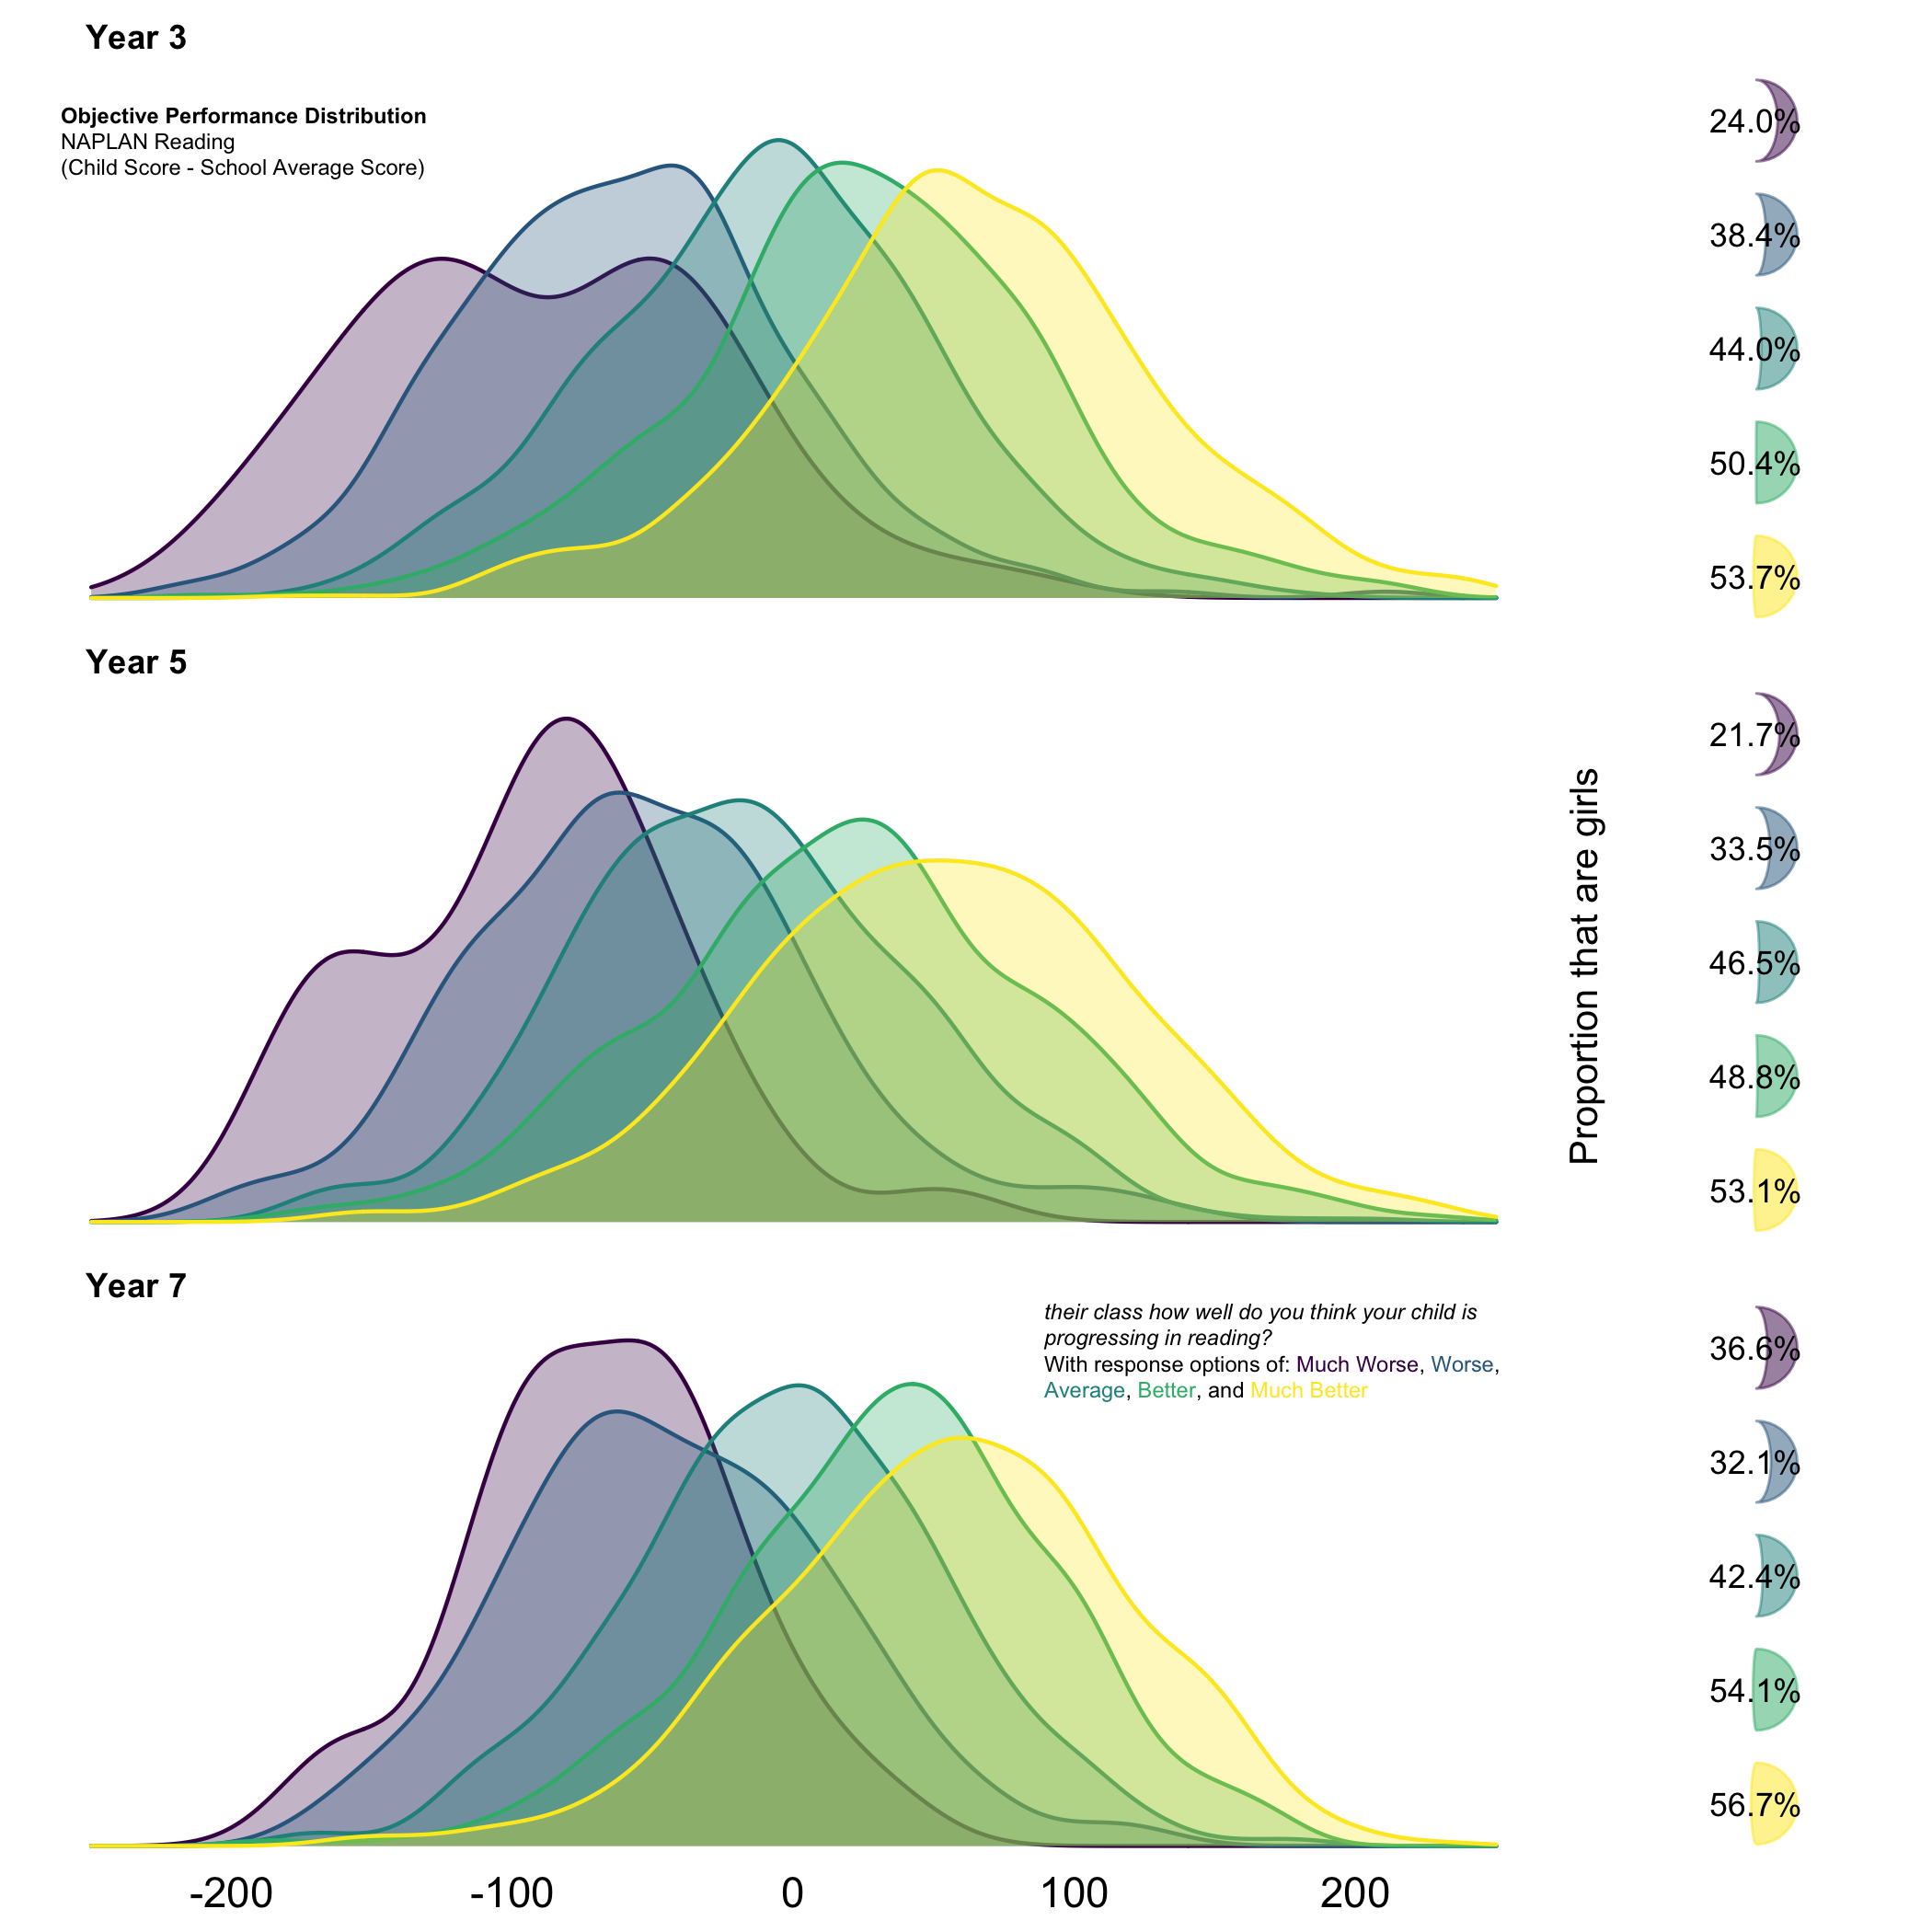 Year 3
Objective Performance Distribution
NAPLAN Reading
(Child Score - School Average Score)
24.0%
38.4%
44.0%
50.4%
53.7%
Year 5
Proportion that are girls
21.7%
33.5%
46.5%
48.8%
53.1%
Year 7
their class how well do you think your child is
progressing in reading?
With response options of: Much Worse, Worse,
Average, Better, and Much Better
36.6%
32.1%
42.4%
54.1%
56.7%
-200 -100 0 100 200